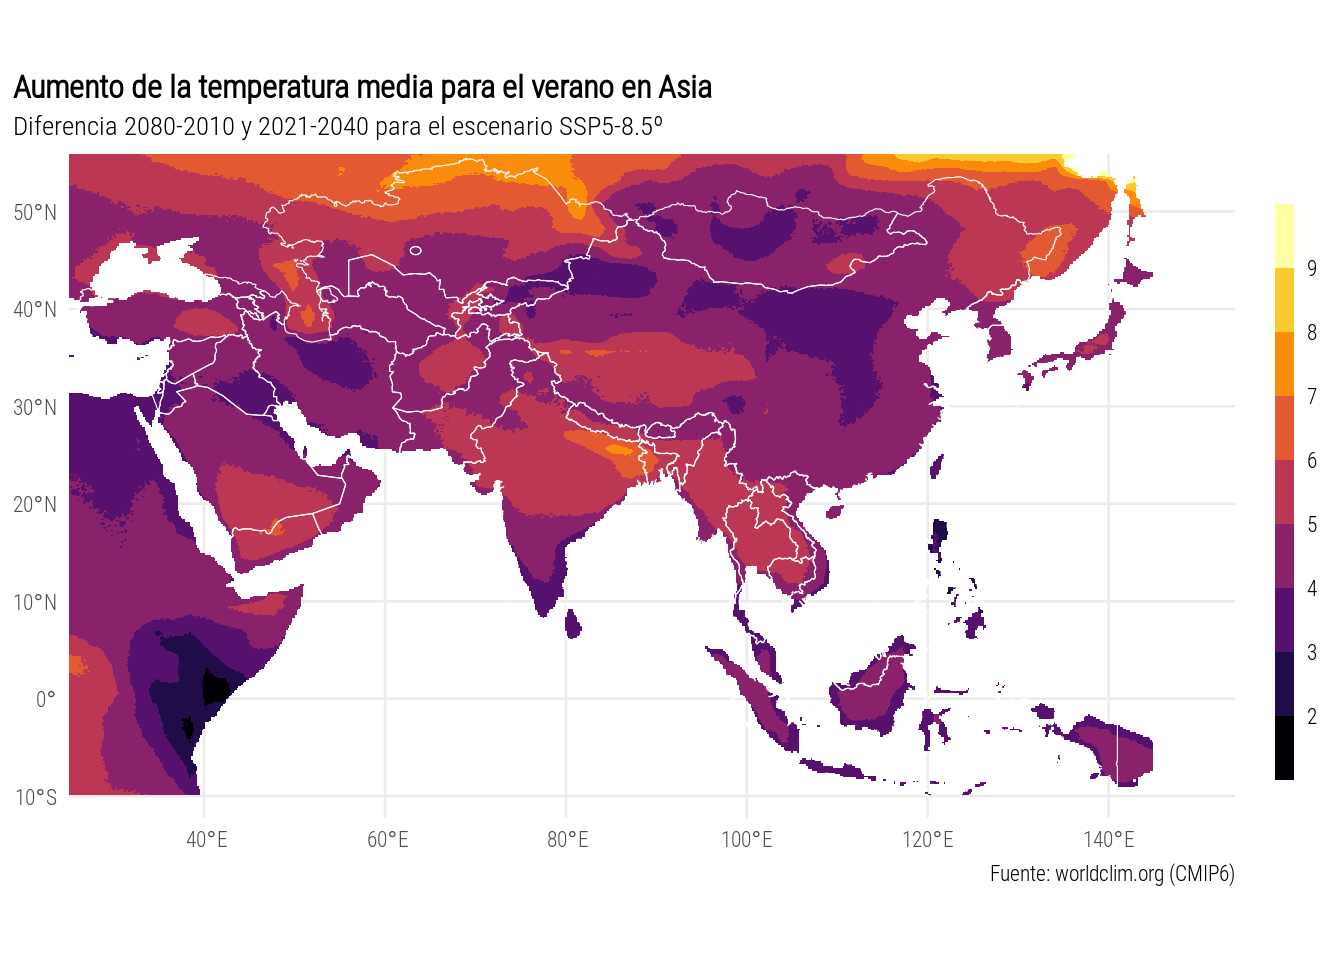 Aumento de la temperatura media para el verano en Asia
Diferencia 2080-2010 y 2021-2040 para el escenario SSP5-8.5º
50°N
40°N
30°N
20°N
10°N
0°
10°S
40°E
60°E
80°E
100°E
120°E
140°E
9
8
7
6
5
4
3
2
Fuente: worldclim.org (CMIP6)